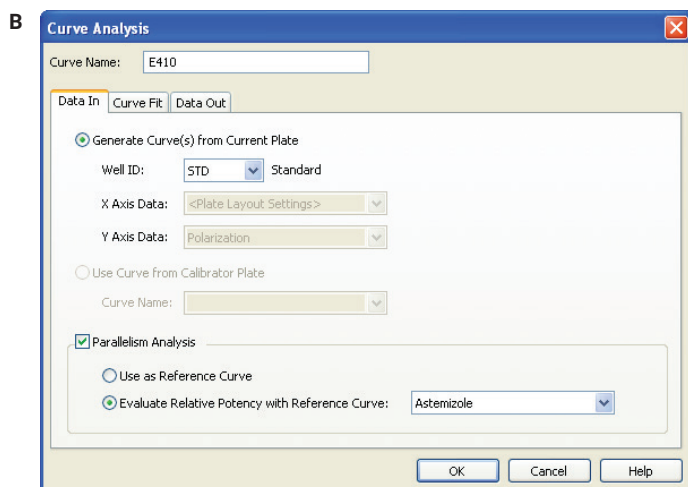 B
Curve Analysis
Curve Name: E410
Data In Curve Fit Data Out
Generate Curve(s) from Current Plate
Well ID: STD Standard
X Axis Data: <Plate Layout Settings>
Y Axis Data: Polarization
Use Curve from Calibrator Plate
Curve Name:
Parallelism Analysis
Use as Reference Curve
Evaluate Relative Potency with Reference Curve: Astemizole
OK Cancel Help